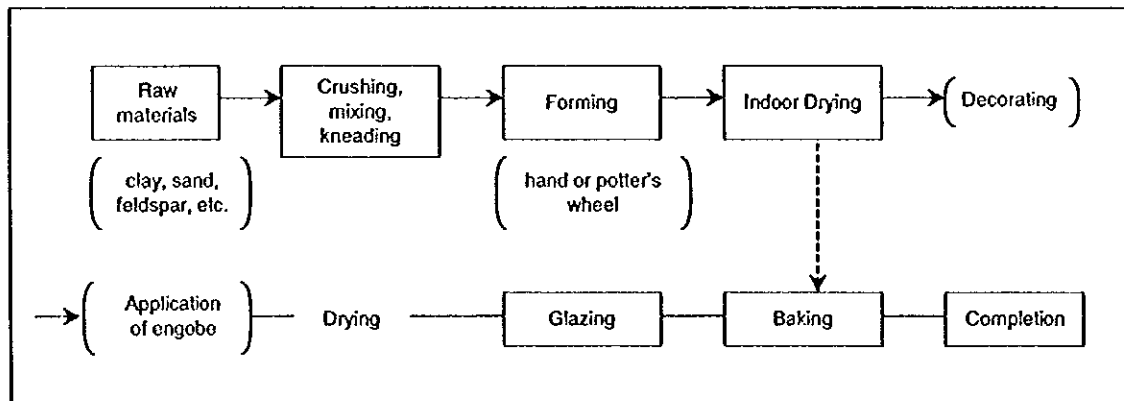 Raw
materials
Crushing,
mixing,
kneading
Forming
Indoor Drying
(Decorating)
(clay, sand,
feldspar, etc.)
(hand or potter's
wheel)
(Application
of engobe)
Drying
Glazing
Baking
Completion